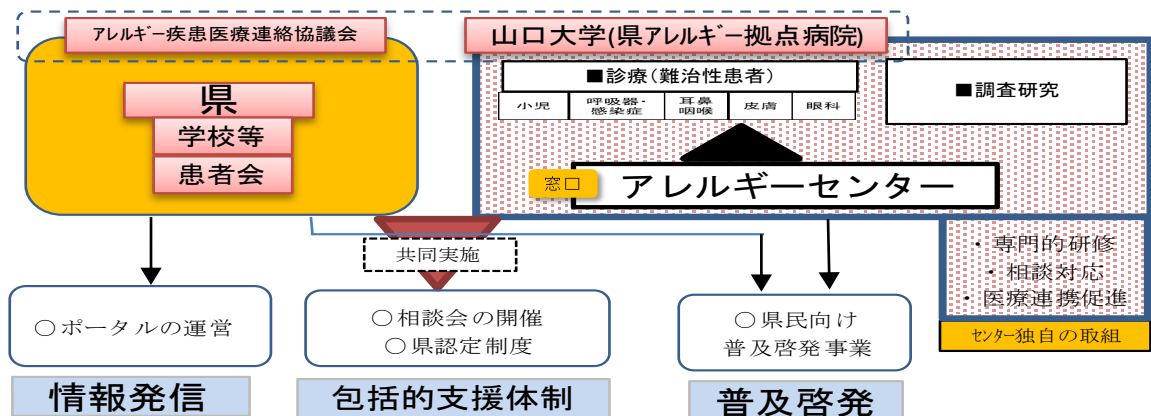 アレルギー疾患医療連絡協議会
山口大学(県アレルギー拠点病院)
県
学校等
患者会
■診療(難治性患者)
小児
呼吸器・
感染症
耳鼻
咽喉
皮膚
眼科
■調査研究
窓口
アレルギーセンター
共同実施
・専門的研修
・相談対応
・医療連携促進
センター独自の取組
○ポータルの運営
○相談会の開催
○県認定制度
○県民向け
普及啓発事業
情報発信
包括的支援体制
普及啓発